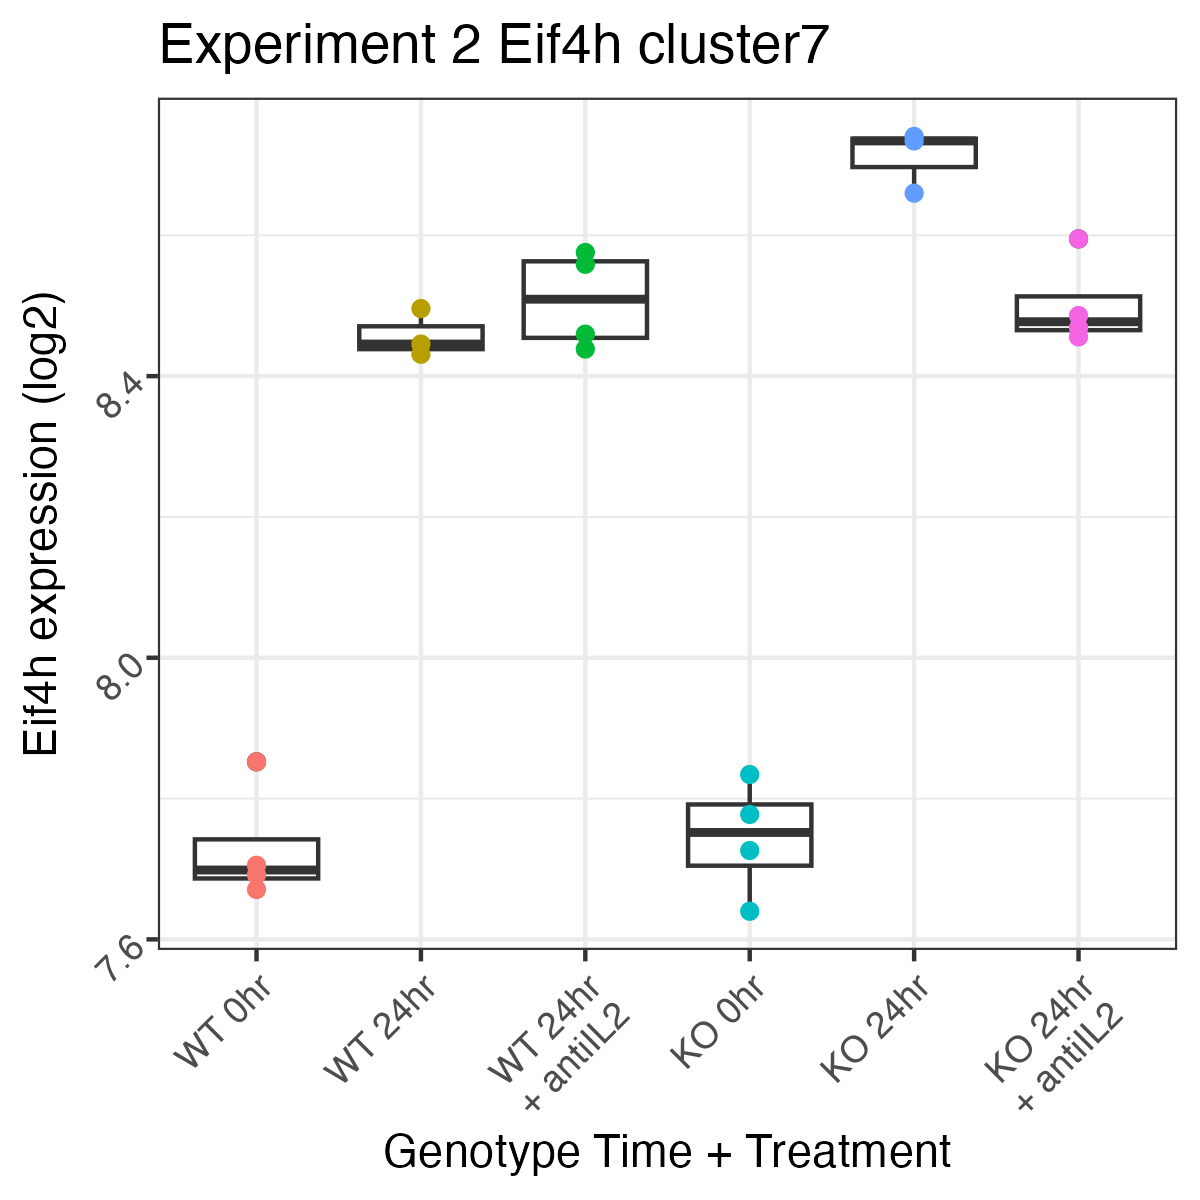 Experiment 2 Eif4h cluster7
Eif4h expression (log2)
8.4
8.0
7.6
WT 0hr
WT 24hr
WT 24hr
+ antiIL2
KO 0hr
KO 24hr
KO 24hr
+ antiIL2
Genotype Time + Treatment